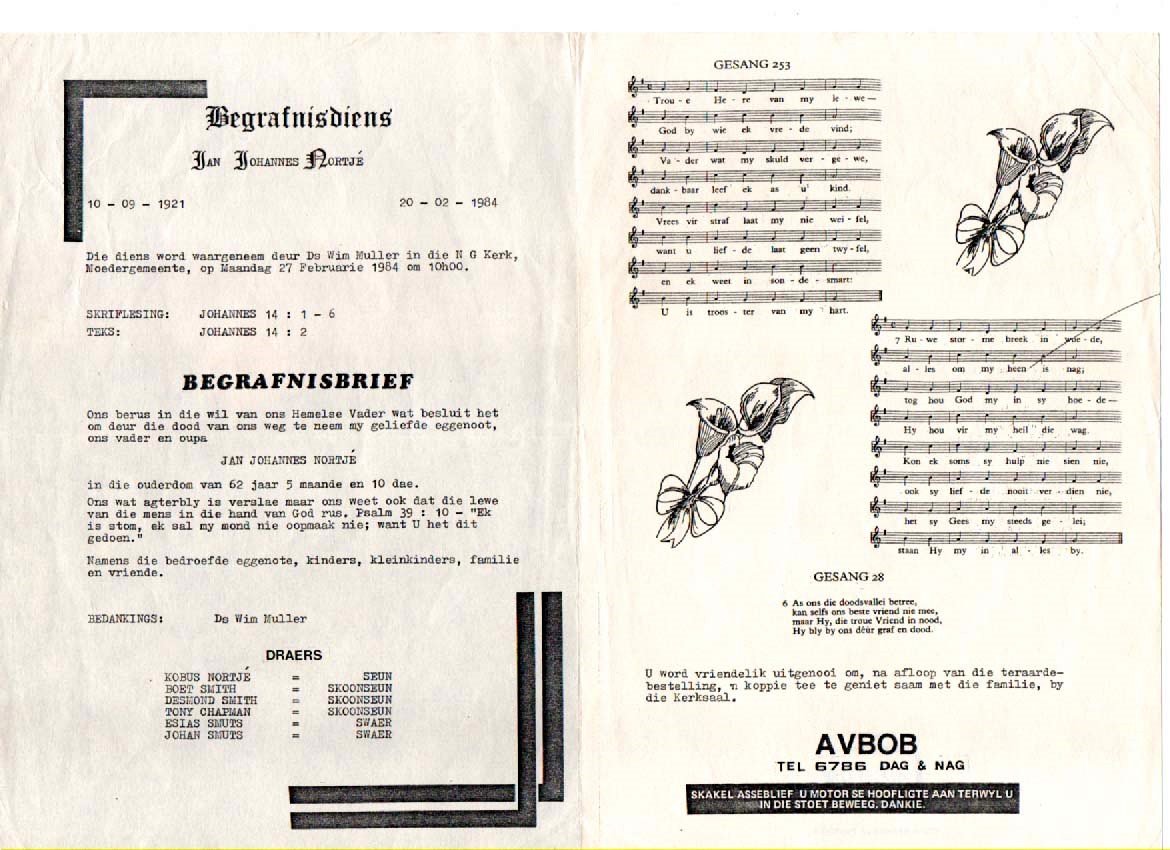 Begrafnisdiens
JAN JOHANNES NORTJÉ
10 - 09 - 1921 20 - 02 - 1984
Die diens word waargeneem deur Ds Wim Muller in die N G Kerk,
Moedergemeente, op Maandag 27 Februarie 1984 om 10h00.
SKRIFLESING: JOHANNES 14 : 1 - 6
TEKS: JOHANNES 14 : 2
BEGRAFNISBRIEF
Ons berus in die wil van ons Hemelse Vader wat besluit het
om deur die dood van ons weg te neem my geliefde eggenoot,
ons vader en oupa
JAN JOHANNES NORTJÉ
in die ouderdom van 62 jaar 5 maande en 10 dae.
Ons wat agterbly is verslae maar ons weet ook dat die lewe
van die mens in die hand van God rus. Psalm 39 : 10 - "Ek
is stom, ek sal my mond nie oopmaak nie; want U het dit
gedoen."
Namens die bedroefde eggenote, kinders, kleinkinders, familie
en vriende.
BEDANKINGS: Ds Wim Muller
DRAERS
KOBUS NORTJÉ = SEUN
BOET SMITH = SKOONSEUN
DESMOND SMITH = SKOONSEUN
TONY CHAPMAN = SKOONSEUN
ESIAS SMUTS = SWAER
JOHAN SMUTS = SWAER
GESANG 253
Trou - e He - re van my le - we —
God by wie ek vre - de vind;
Va - der wat my skuld ver - ge - we,
dank - baar leef ek as u kind.
Vrees vir straf laat my nie wei - fel,
want u lief - de laat geen twy - fel,
en ek weet in son - de - smart:
U is troos - ter van my hart.
7 Ru - we stor - me breek in woe - de,
al - les om my heen is nag;
tog hou God my in sy hoe - de —
Hy hou vir my heil die wag.
Kon ek soms sy hulp nie sien nie,
ook sy lief - de nooit ver - dien nie,
het sy Gees my steeds ge - lei;
staan Hy my in al - les by.
GESANG 28
6 As ons die doodsvallei betree,
kan selfs ons beste vriend nie mee,
maar Hy, die troue Vriend in nood,
Hy bly by ons déúr graf en dood.
U word vriendelik uitgenooi om, na afloop van die teraarde-
bestelling, 'n koppie tee te geniet saam met die familie, by
die Kerksaal.
AVBOB
TEL 6786 DAG & NAG
SKAKEL ASSEBLIEF U MOTOR SE HOOFLIGTE AAN TERWYL U
IN DIE STOET BEWEEG. DANKIE.